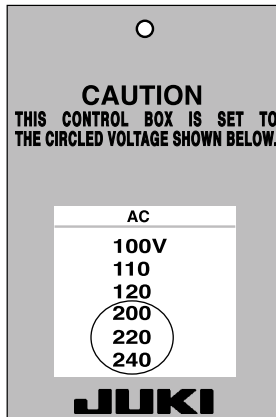 CAUTION
THIS CONTROL BOX IS SET TO
THE CIRCLED VOLTAGE SHOWN BELOW.
AC
100V
110
120
200
220
240
JUKI